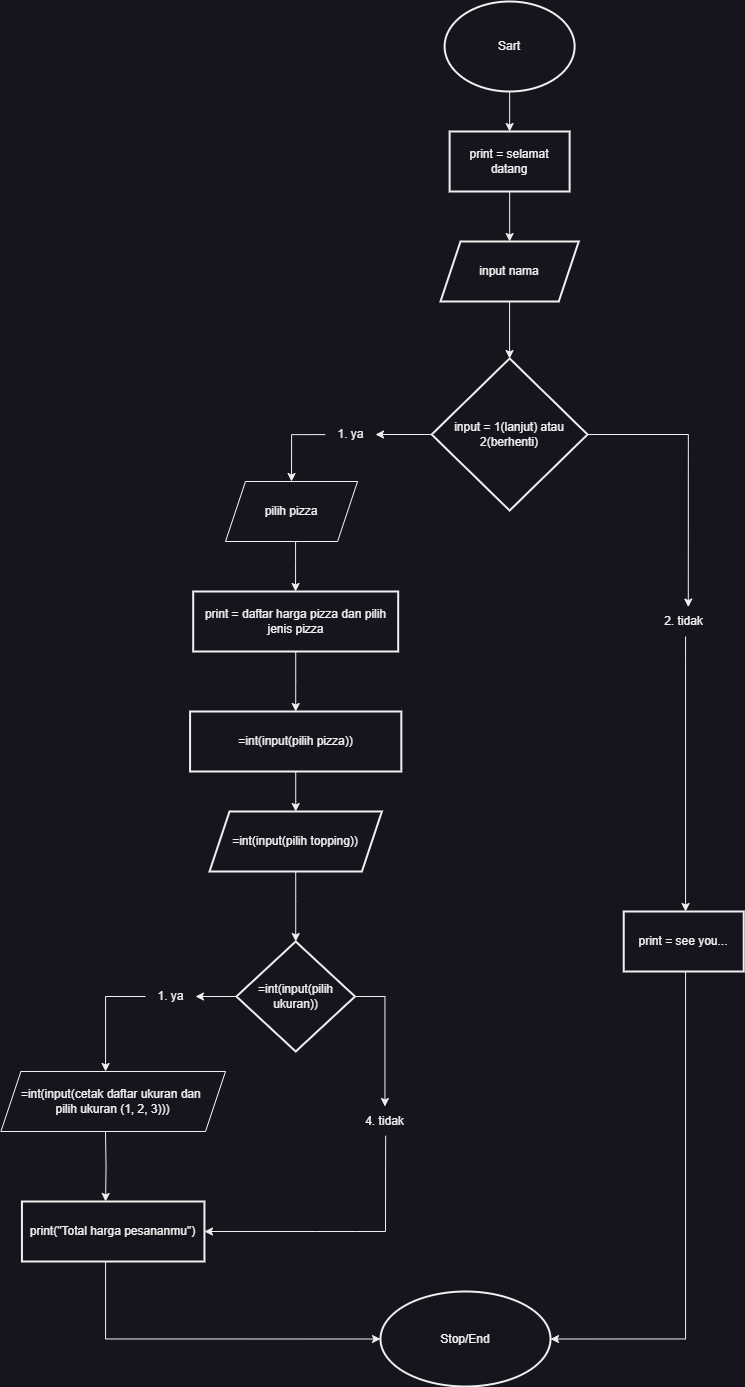 Sart
print = selamat
datang
input nama
input = 1(lanjut) atau
2(berhenti)
1. ya
pilih pizza
print = daftar harga pizza dan pilih
jenis pizza
2. tidak
=int(input(pilih pizza))
=int(input(pilih topping))
print = see you...
=int(input(pilih
ukuran))
1. ya
=int(input(cetak daftar ukuran dan
pilih ukuran (1, 2, 3)))
4. tidak
print("Total harga pesananmu")
Stop/End